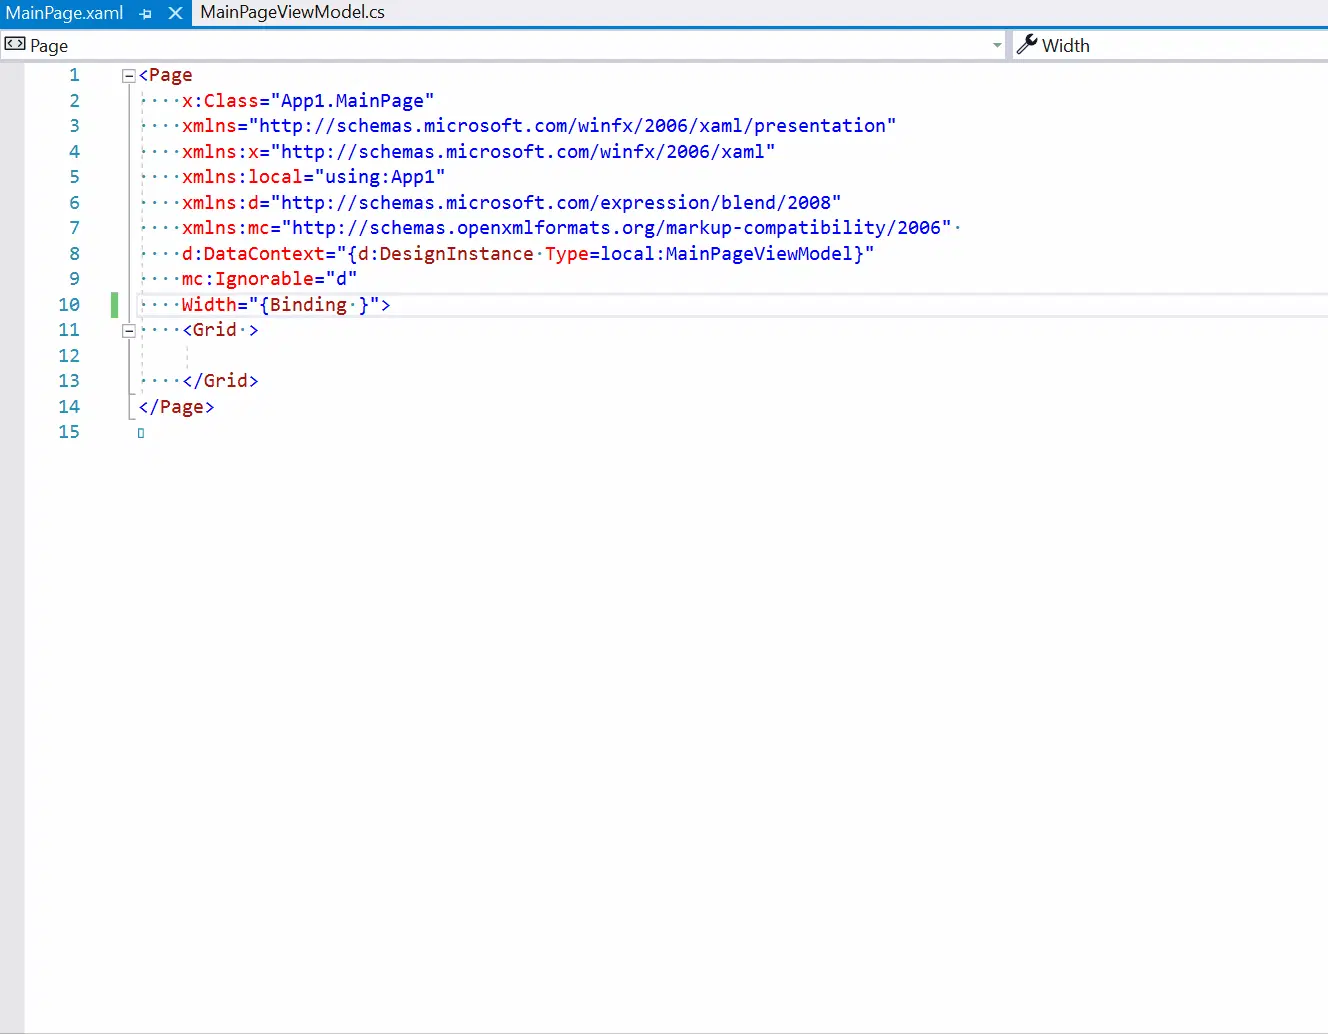 MainPage.xaml MainPageViewModel.cs
Page Width
1 <Page
2 x:Class="App1.MainPage"
3 xmlns="http://schemas.microsoft.com/winfx/2006/xaml/presentation"
4 xmlns:x="http://schemas.microsoft.com/winfx/2006/xaml"
5 xmlns:local="using:App1"
6 xmlns:d="http://schemas.microsoft.com/expression/blend/2008"
7 xmlns:mc="http://schemas.openxmlformats.org/markup-compatibility/2006"
8 d:DataContext="{d:DesignInstance Type=local:MainPageViewModel}"
9 mc:Ignorable="d"
10 Width="{Binding }">
11 <Grid >
12
13 </Grid>
14 </Page>
15